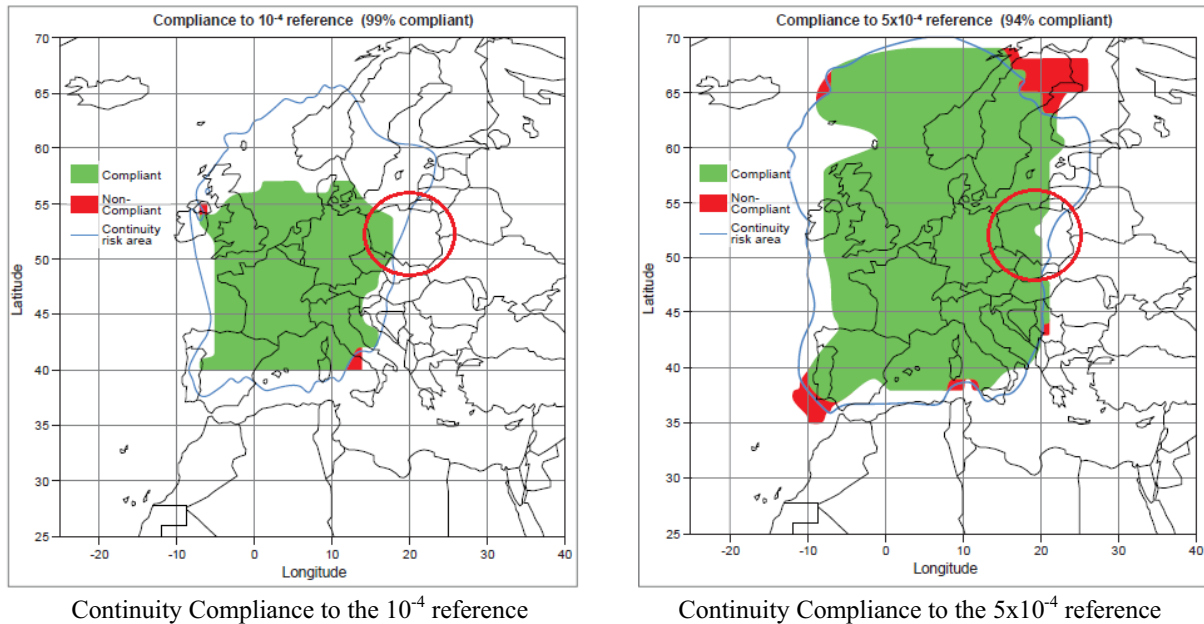 Compliance to 10⁻⁴ reference (99% compliant)
70
65
60
55
50
45
40
35
30
25
Latitude
Compliant
Non-
Compliant
Continuity
risk area
-20
-10
0
10
20
30
40
Longitude
Continuity Compliance to the 10⁻⁴ reference
Compliance to 5x10⁻⁴ reference (94% compliant)
70
65
60
55
50
45
40
35
30
25
Latitude
Compliant
Non-
Compliant
Continuity
risk area
-20
-10
0
10
20
30
40
Longitude
Continuity Compliance to the 5x10⁻⁴ reference